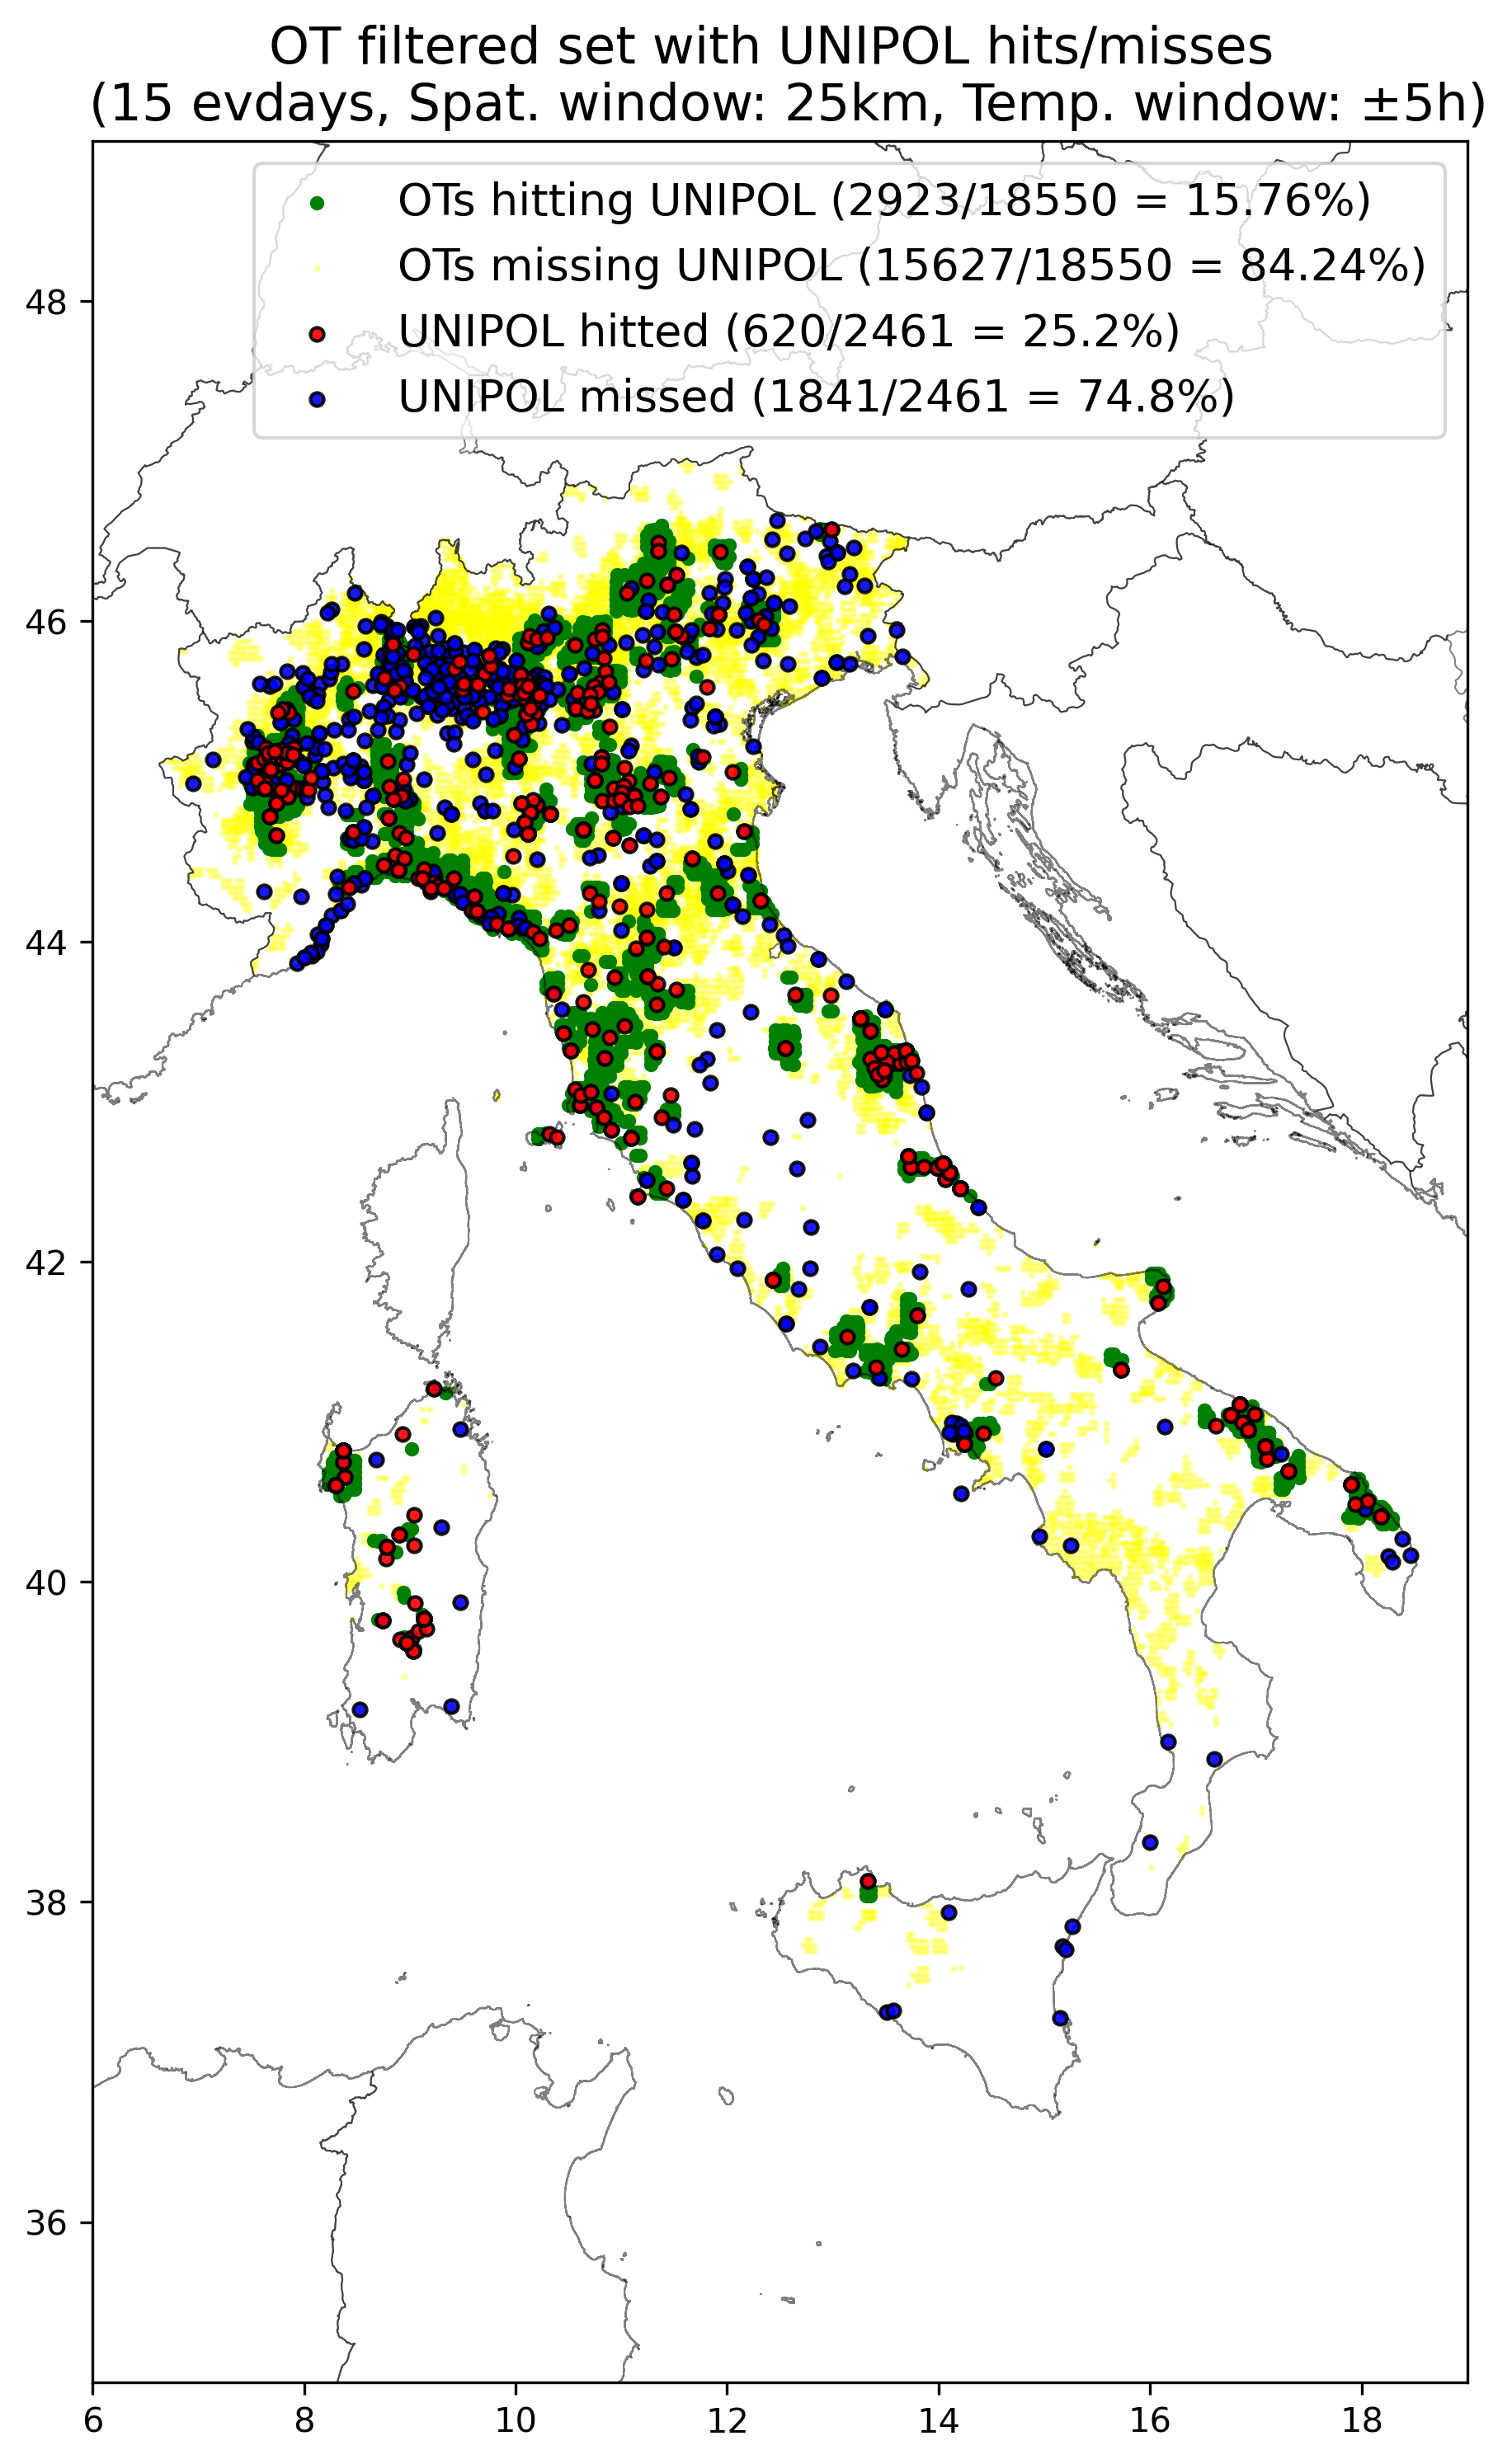 OT filtered set with UNIPOL hits/misses
(15 evdays, Spat. window: 25km, Temp. window: ±5h)
OTs hitting UNIPOL (2923/18550 = 15.76%)
OTs missing UNIPOL (15627/18550 = 84.24%)
UNIPOL hitted (620/2461 = 25.2%)
UNIPOL missed (1841/2461 = 74.8%)
48
46
44
42
40
38
36
6 8 10 12 14 16 18